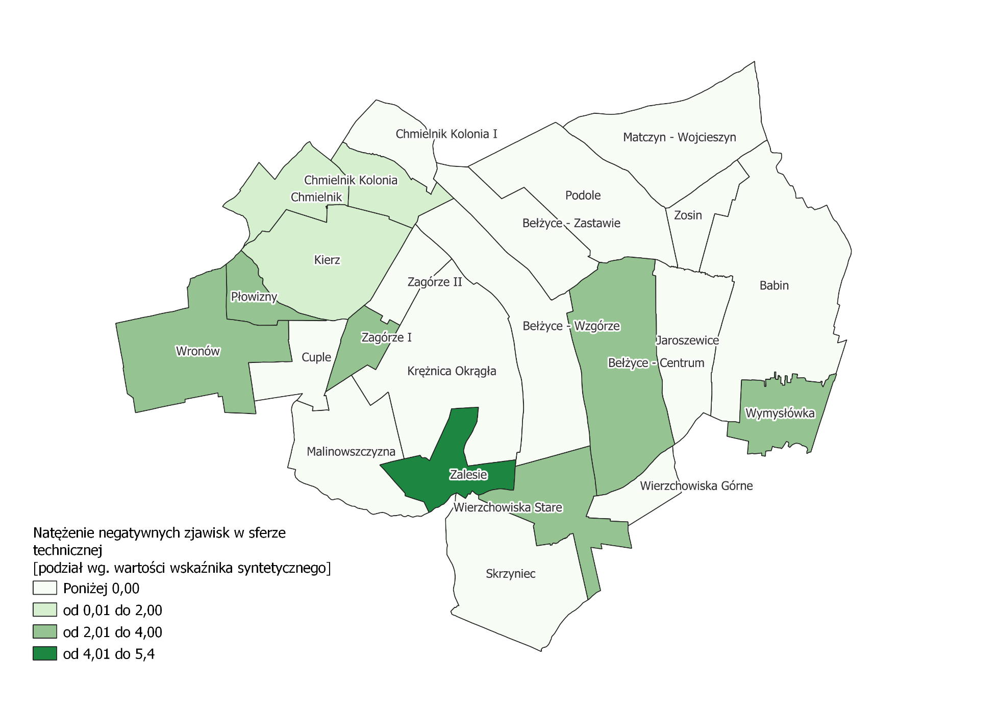 Chmielnik Kolonia I
Matczyn - Wojcieszyn
Chmielnik Kolonia
Chmielnik
Podole
Zosin
Bełżyce - Zastawie
Kierz
Zagórze II
Babin
Płowizny
Bełżyce - Wzgórze
Zagórze I
Jaroszewice
Wronów
Cuple
Bełżyce - Centrum
Krężnica Okrągła
Wymysłówka
Malinowszczyzna
Zalesie
Wierzchowiska Górne
Wierzchowiska Stare
Skrzyniec
Natężenie negatywnych zjawisk w sferze
technicznej
[podział wg. wartości wskaźnika syntetycznego]
Poniżej 0,00
od 0,01 do 2,00
od 2,01 do 4,00
od 4,01 do 5,4